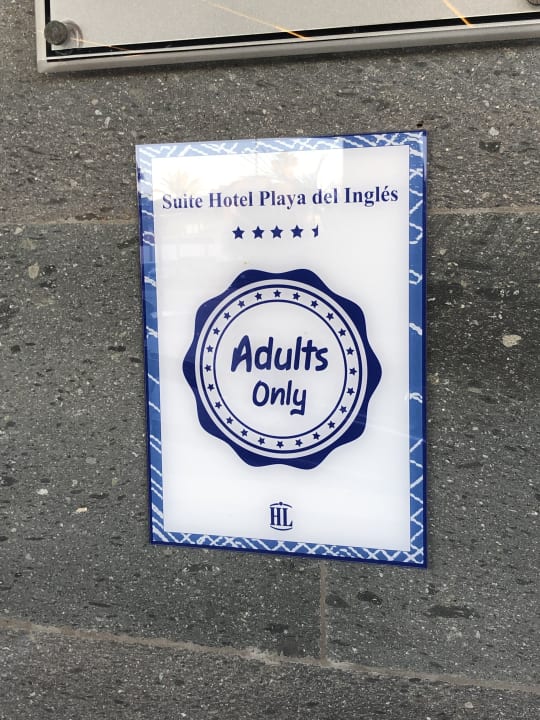 Suite Hotel Playa del Inglés
Adults
Only
HL